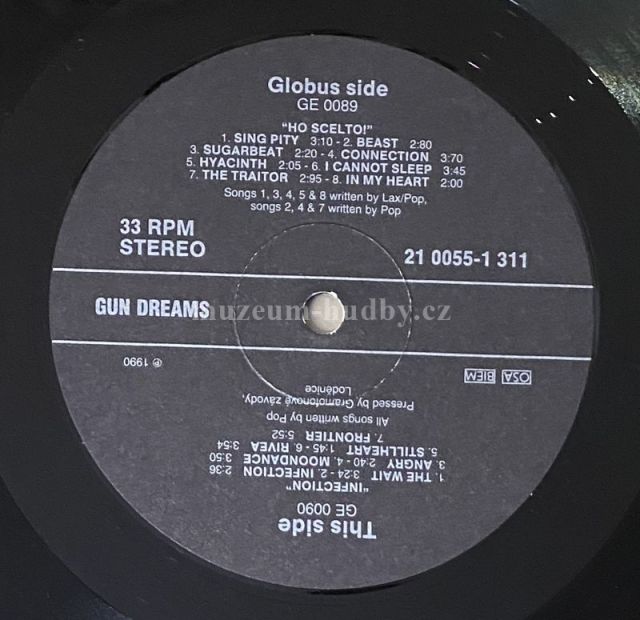 Globus side
GE 0089
"HO SCELTO!"
1. SING PITY 3:10 - 2. BEAST 2:80
3. SUGARBEAT 2:20 - 4. CONNECTION 3:70
5. HYACINTH 2:05 - 6. I CANNOT SLEEP 3:45
7. THE TRAITOR 2:95 - 8. IN MY HEART 2:00
Songs 1, 3, 4, 5 & 8 written by Lax/Pop,
songs 2, 4 & 7 written by Pop
33 RPM
STEREO
21 0055-1 311
GUN DREAMS
muzeum-hudby.cz
This side
GE 0090
"INFECTION"
1. THE WAIT 3:24 - 2. INFECTION 2:36
3. ANGRY 2:40 - 4. MOONDANCE 3:50
5. STILLHEART 1:45 - 6. RIVEA 3:54
7. FRONTIER 5:52
All songs written by Pop
Pressed by Gramofonové závody,
Loděnice
OSA BIEM
℗ 1990